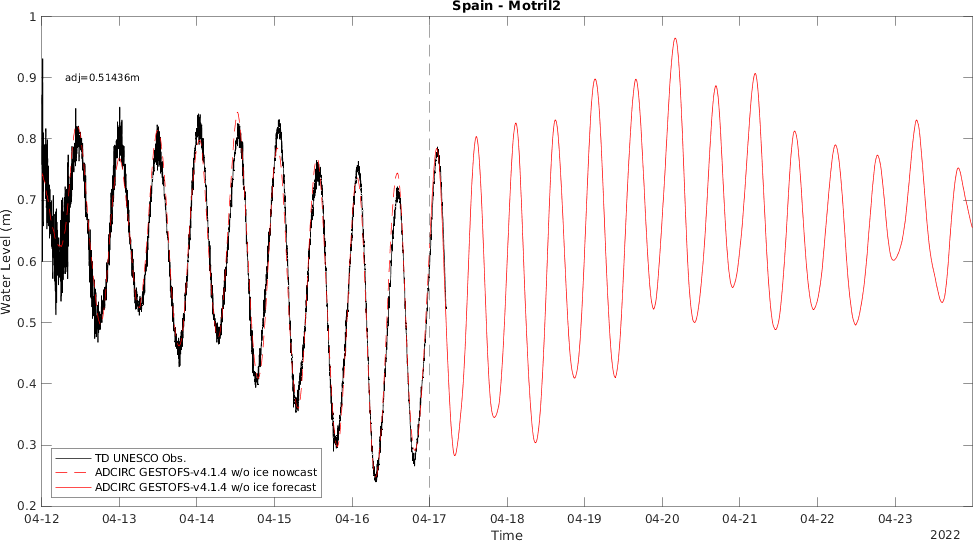 Spain - Motril2
adj=0.51436m
1
0.9
0.8
0.7
0.6
0.5
0.4
0.3
0.2
Water Level (m)
TD UNESCO Obs.
ADCIRC GESTOFS-v4.1.4 w/o ice nowcast
ADCIRC GESTOFS-v4.1.4 w/o ice forecast
04-12 04-13 04-14 04-15 04-16 04-17 04-18 04-19 04-20 04-21 04-22 04-23
Time
2022